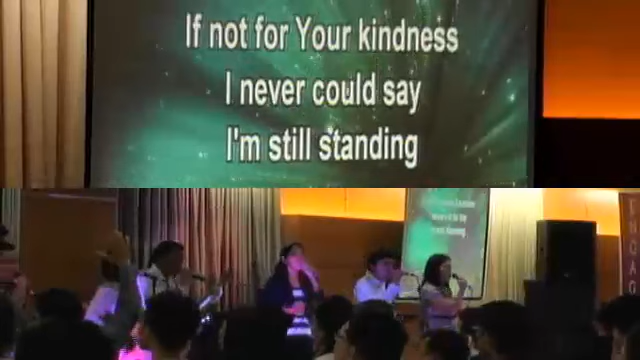 If not for Your kindness
I never could say
I'm still standing